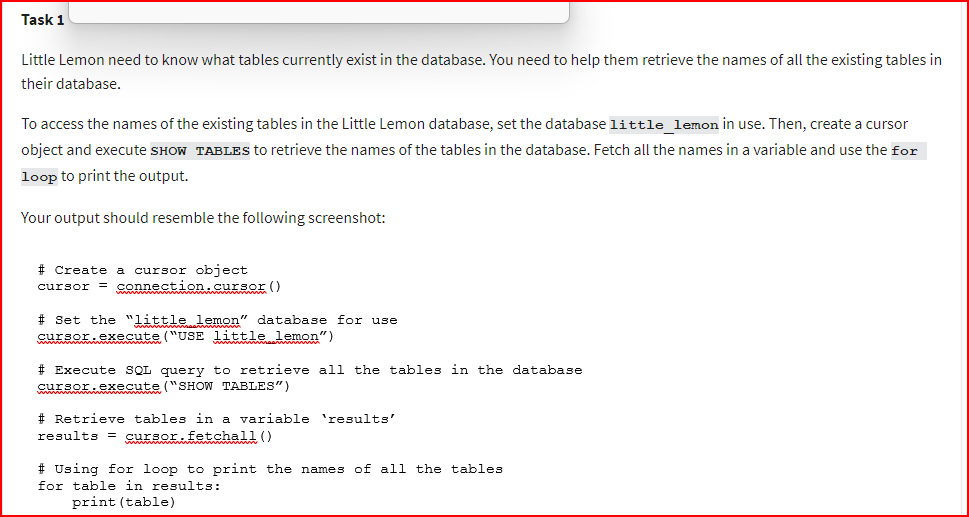 Task 1
Little Lemon need to know what tables currently exist in the database. You need to help them retrieve the names of all the existing tables in
their database.
To access the names of the existing tables in the Little Lemon database, set the database little_lemon in use. Then, create a cursor
object and execute SHOW TABLES to retrieve the names of the tables in the database. Fetch all the names in a variable and use the for
loop to print the output.
Your output should resemble the following screenshot:
# Create a cursor object
cursor = connection.cursor()
# Set the “little_lemon” database for use
cursor.execute(“USE little_lemon”)
# Execute SQL query to retrieve all the tables in the database
cursor.execute(“SHOW TABLES”)
# Retrieve tables in a variable ‘results’
results = cursor.fetchall()
# Using for loop to print the names of all the tables
for table in results:
    print(table)